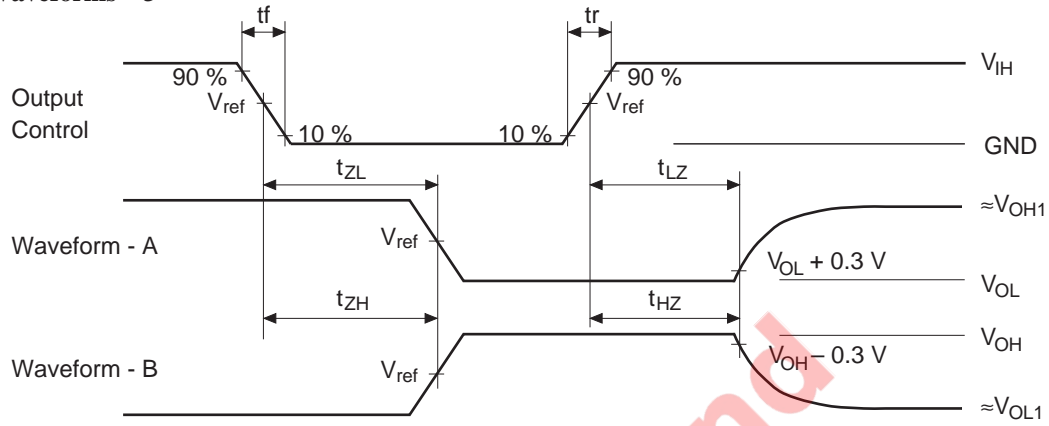 tf
tr
90 %
90 %
V_IH
Output
Control
V_ref
V_ref
10 %
10 %
GND
t_ZL
t_LZ
≈V_OH1
Waveform - A
V_ref
V_OL + 0.3 V
V_OL
t_ZH
t_HZ
V_OH
V_OH – 0.3 V
Waveform - B
V_ref
≈V_OL1